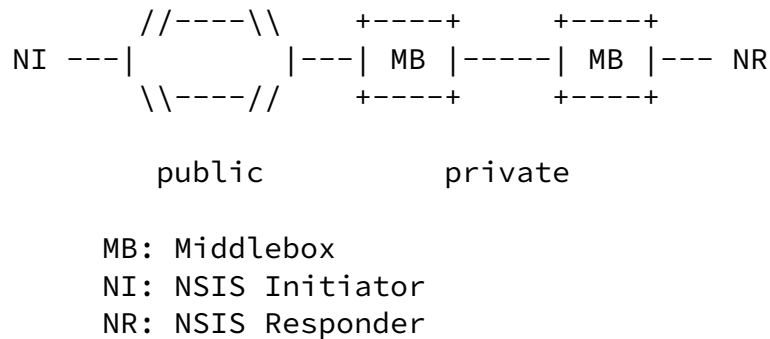 //----\\ +----+ +----+
NI ---| |---| MB |-----| MB |--- NR
\\----// +----+ +----+
public private
MB: Middlebox
NI: NSIS Initiator
NR: NSIS Responder